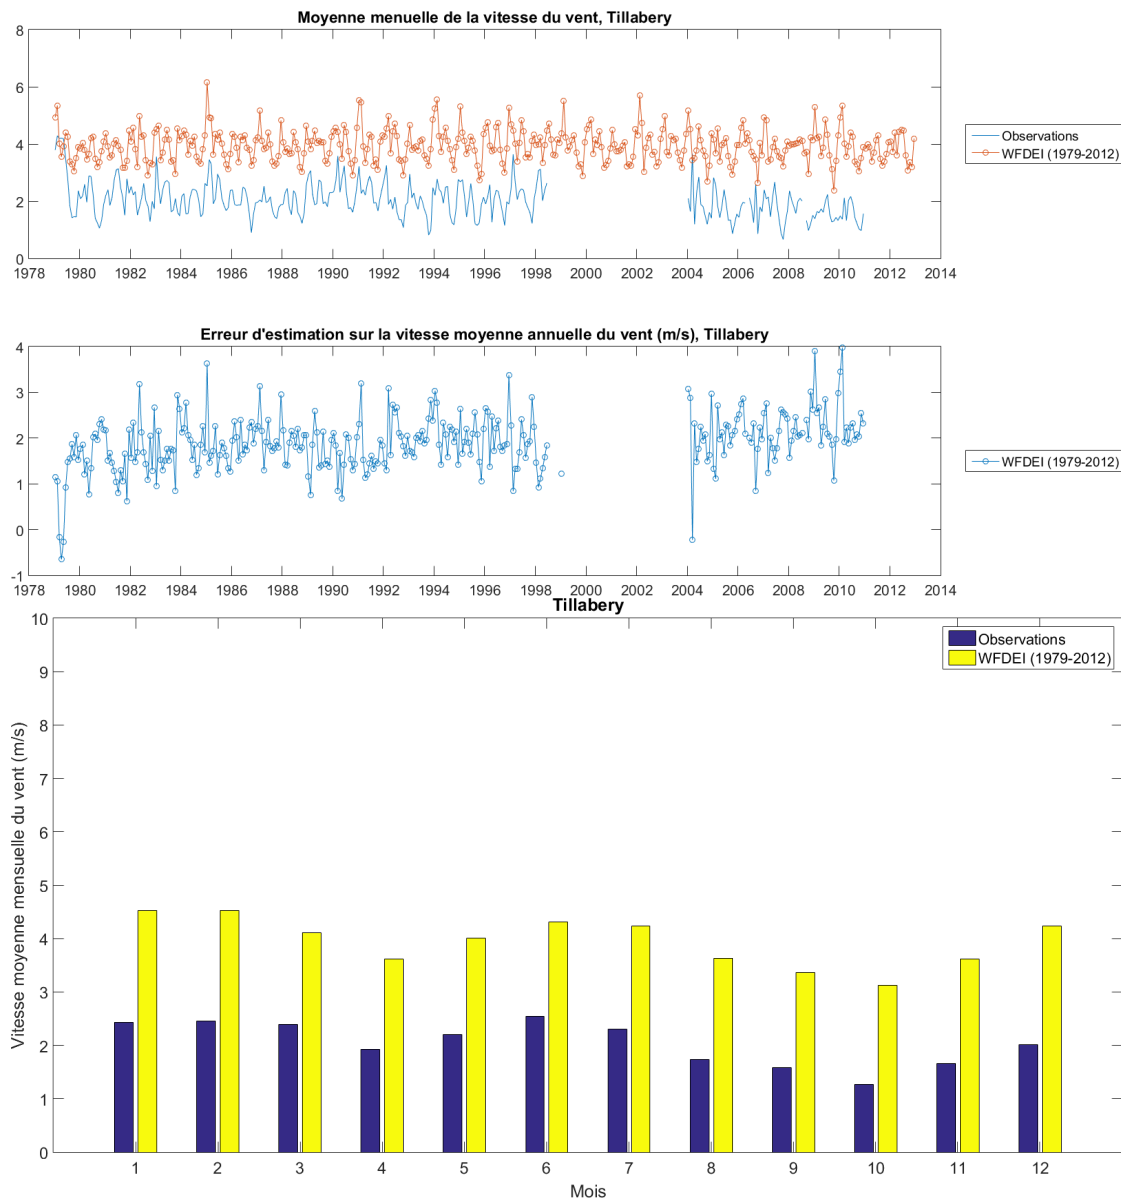 Moyenne menuelle de la vitesse du vent, Tillabery
8
6
4
2
0
1978 1980 1982 1984 1986 1988 1990 1992 1994 1996 1998 2000 2002 2004 2006 2008 2010 2012 2014
Observations
WFDEI (1979-2012)
Erreur d'estimation sur la vitesse moyenne annuelle du vent (m/s), Tillabery
4
3
2
1
0
-1
1978 1980 1982 1984 1986 1988 1990 1992 1994 1996 1998 2000 2002 2004 2006 2008 2010 2012 2014
WFDEI (1979-2012)
Tillabery
Vitesse moyenne mensuelle du vent (m/s)
10
9
8
7
6
5
4
3
2
1
0
1 2 3 4 5 6 7 8 9 10 11 12
Mois
Observations
WFDEI (1979-2012)